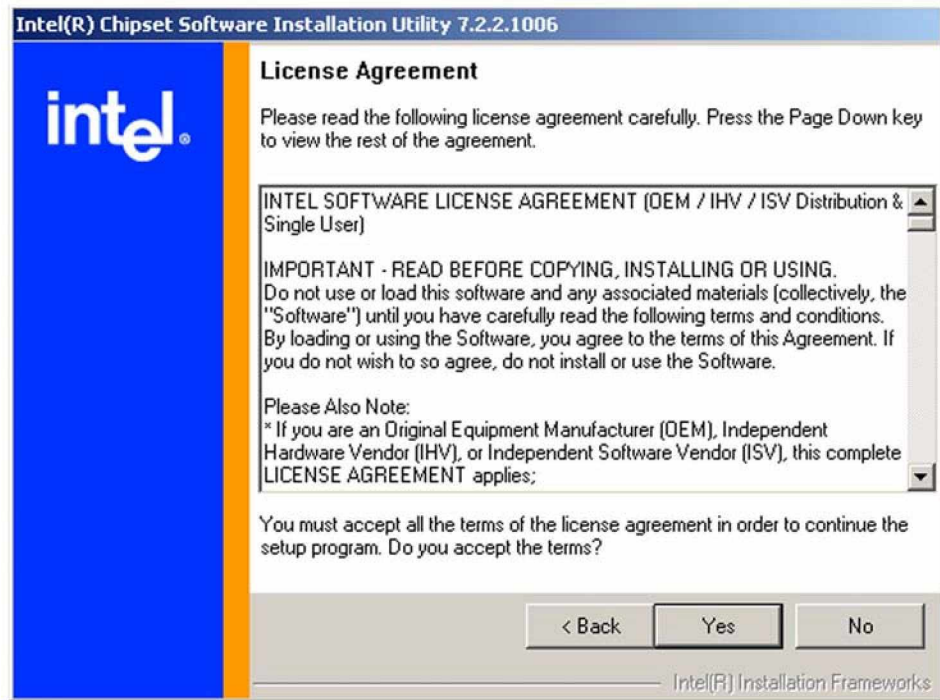 Intel(R) Chipset Software Installation Utility 7.2.2.1006
intel®
License Agreement
Please read the following license agreement carefully. Press the Page Down key
to view the rest of the agreement.
INTEL SOFTWARE LICENSE AGREEMENT (OEM / IHV / ISV Distribution &
Single User)
IMPORTANT - READ BEFORE COPYING, INSTALLING OR USING.
Do not use or load this software and any associated materials (collectively, the
"Software") until you have carefully read the following terms and conditions.
By loading or using the Software, you agree to the terms of this Agreement. If
you do not wish to so agree, do not install or use the Software.
Please Also Note:
* If you are an Original Equipment Manufacturer (OEM), Independent
Hardware Vendor (IHV), or Independent Software Vendor (ISV), this complete
LICENSE AGREEMENT applies;
You must accept all the terms of the license agreement in order to continue the
setup program. Do you accept the terms?
< Back Yes No
Intel(R) Installation Frameworks